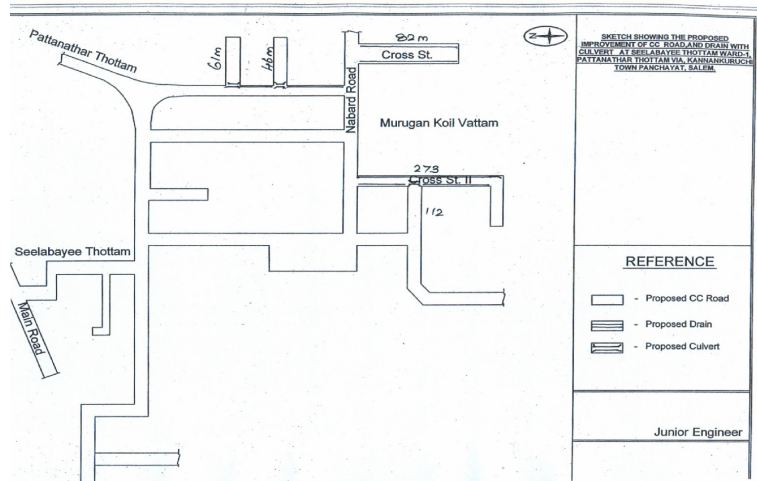 Pattanathar Thottam
61m
46m
82m
Cross St.
Nabard Road
Murugan Koil Vattam
273
Cross St. II
112
Seelabayee Thottam
Main Road
N
SKETCH SHOWING THE PROPOSED
IMPROVEMENT OF CC ROAD,AND DRAIN WITH
CULVERT AT SEELABAYEE THOTTAM WARD-1,
PATTANATHAR THOTTAM VIA, KANNANKURUCHI
TOWN PANCHAYAT, SALEM.
REFERENCE
- Proposed CC Road
- Proposed Drain
- Proposed Culvert
Junior Engineer